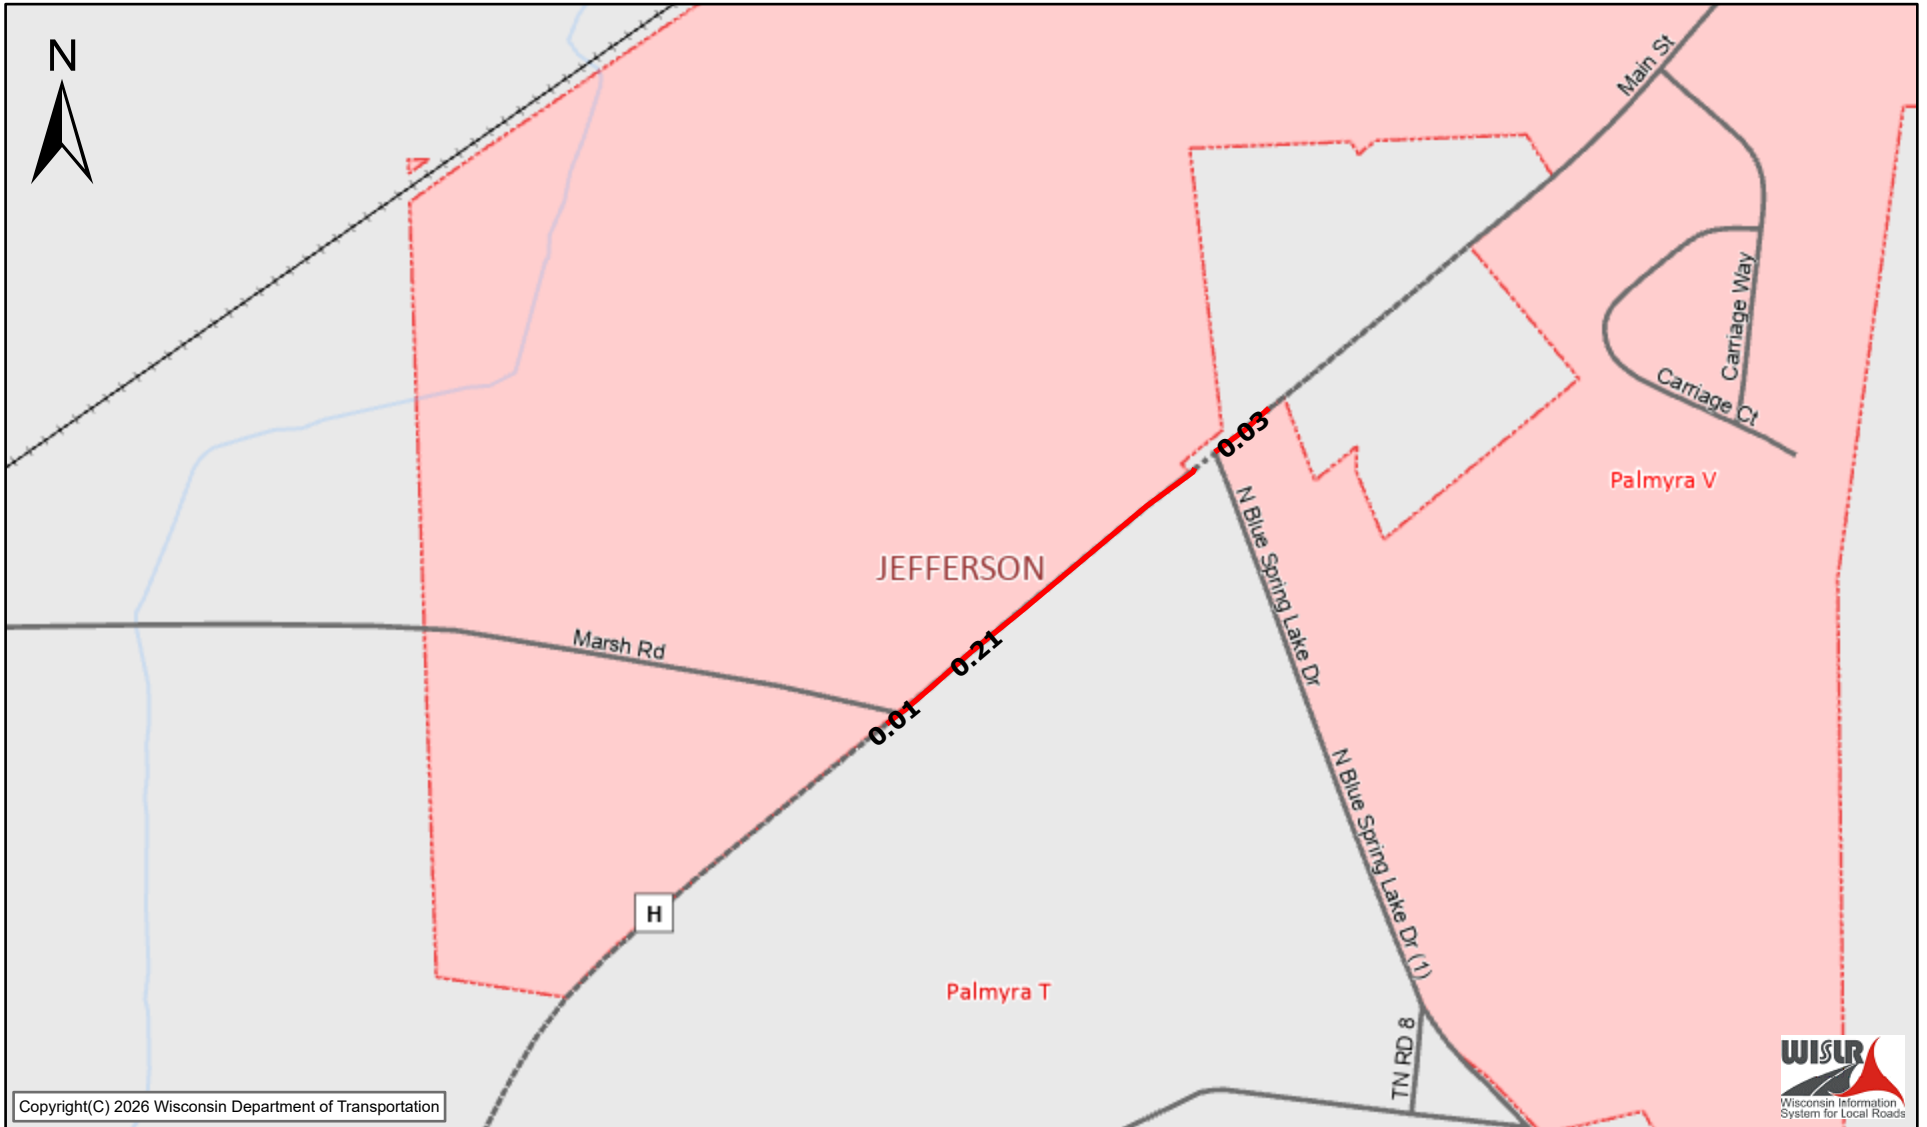 N
Main St
Carriage Way
Carriage Ct
0.03
Palmyra V
N Blue Spring Lake Dr
JEFFERSON
Marsh Rd
0.21
0.01
N Blue Spring Lake Dr (1)
H
Palmyra T
TN RD 8
WISLR
Wisconsin Information
System for Local Roads
Copyright(C) 2026 Wisconsin Department of Transportation